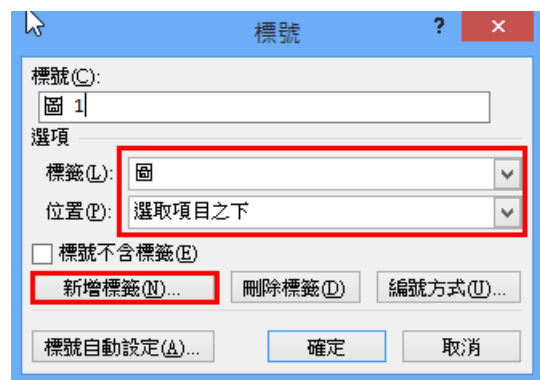 標號 ? ×
標號(C):
圖 1
選項
標籤(L): 圖
位置(P): 選取項目之下
標號不含標籤(E)
新增標籤(N)... 刪除標籤(D) 編號方式(U)...
標號自動設定(A)... 確定 取消